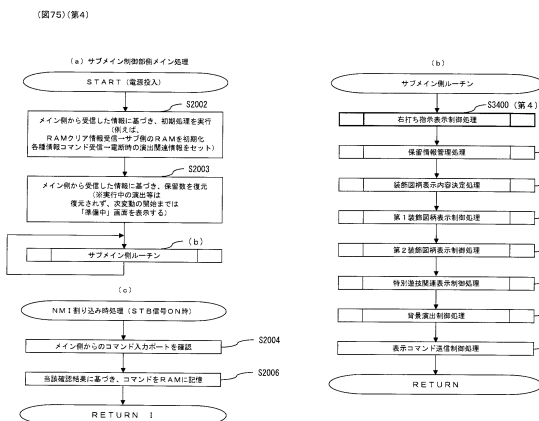 (図75)(第4)
(a) サブメイン制御部側メイン処理
START(電源投入)
S2002
メイン側から受信した情報に基づき、初期処理を実行
(例えば、
RAMクリア情報受信→サブ側のRAMを初期化
各種情報コマンド受信→電断時の演出関連情報をセット)
S2003
メイン側から受信した情報に基づき、保留数を復元
(※実行中の演出等は
復元されず、次変動の開始までは
「準備中」画面を表示する)
(b)
サブメイン側ルーチン
(c)
NMI割り込み時処理(STB信号ON時)
S2004
メイン側からのコマンド入力ポートを確認
S2006
当該確認結果に基づき、コマンドをRAMに記憶
RETURN I
(b)
サブメイン側ルーチン
S3400(第4)
右打ち指示表示制御処理
保留情報管理処理
装飾図柄表示内容決定処理
第1装飾図柄表示制御処理
第2装飾図柄表示制御処理
特別遊技関連表示制御処理
背景演出制御処理
表示コマンド送信制御処理
RETURN